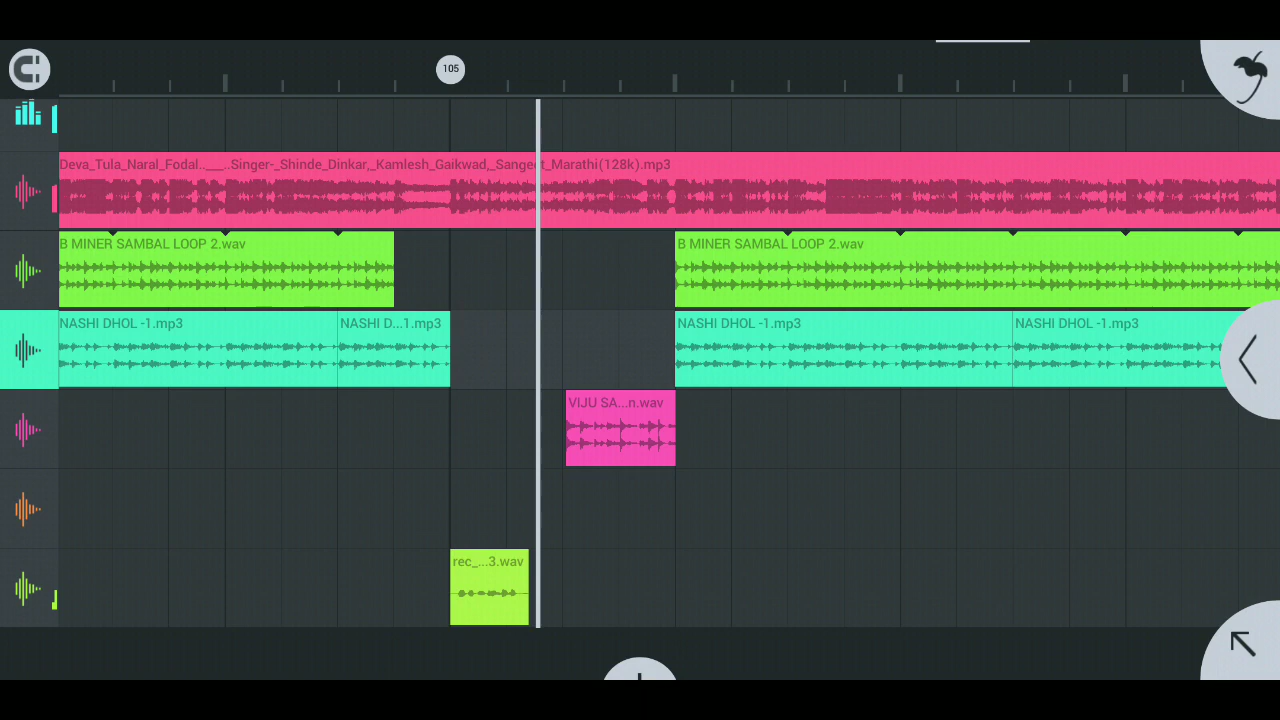 105
Deva_Tula_Naral_Fodal..___..Singer-_Shinde_Dinkar,_Kamlesh_Gaikwad,_Sangeet_Marathi(128k).mp3
B MINER SAMBAL LOOP 2.wav
B MINER SAMBAL LOOP 2.wav
NASHI DHOL -1.mp3
NASHI D...1.mp3
NASHI DHOL -1.mp3
NASHI DHOL -1.mp3
VIJU SA...n.wav
rec_...3.wav